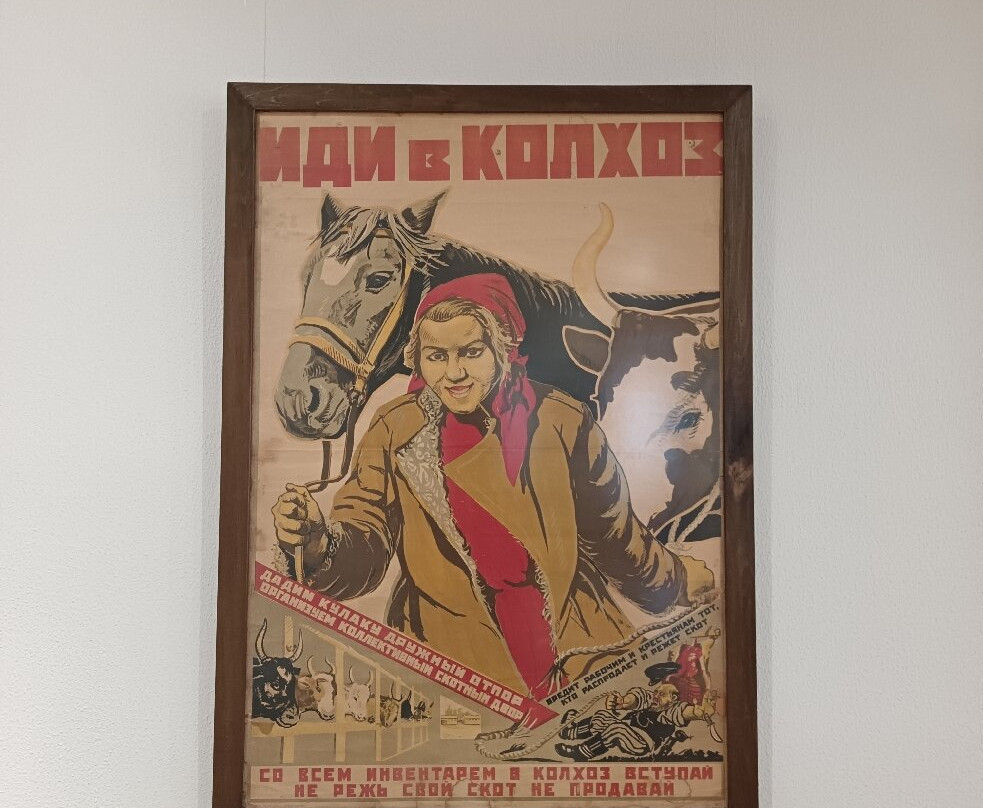 ИДИ в КОЛХОЗ
ДАДИМ КУЛАКУ ДРУЖНЫЙ ОТПОР
ОРГАНИЗУЕМ КОЛЛЕКТИВНЫЙ СКОТНЫЙ ДВОР
ВРЕДИТ РАБОЧИМ И КРЕСТЬЯНАМ ТОТ,
КТО РАСПРОДАЕТ И РЕЖЕТ СКОТ
СО ВСЕМ ИНВЕНТАРЕМ В КОЛХОЗ ВСТУПАЙ
НЕ РЕЖЬ СВОЙ СКОТ НЕ ПРОДАВАЙ